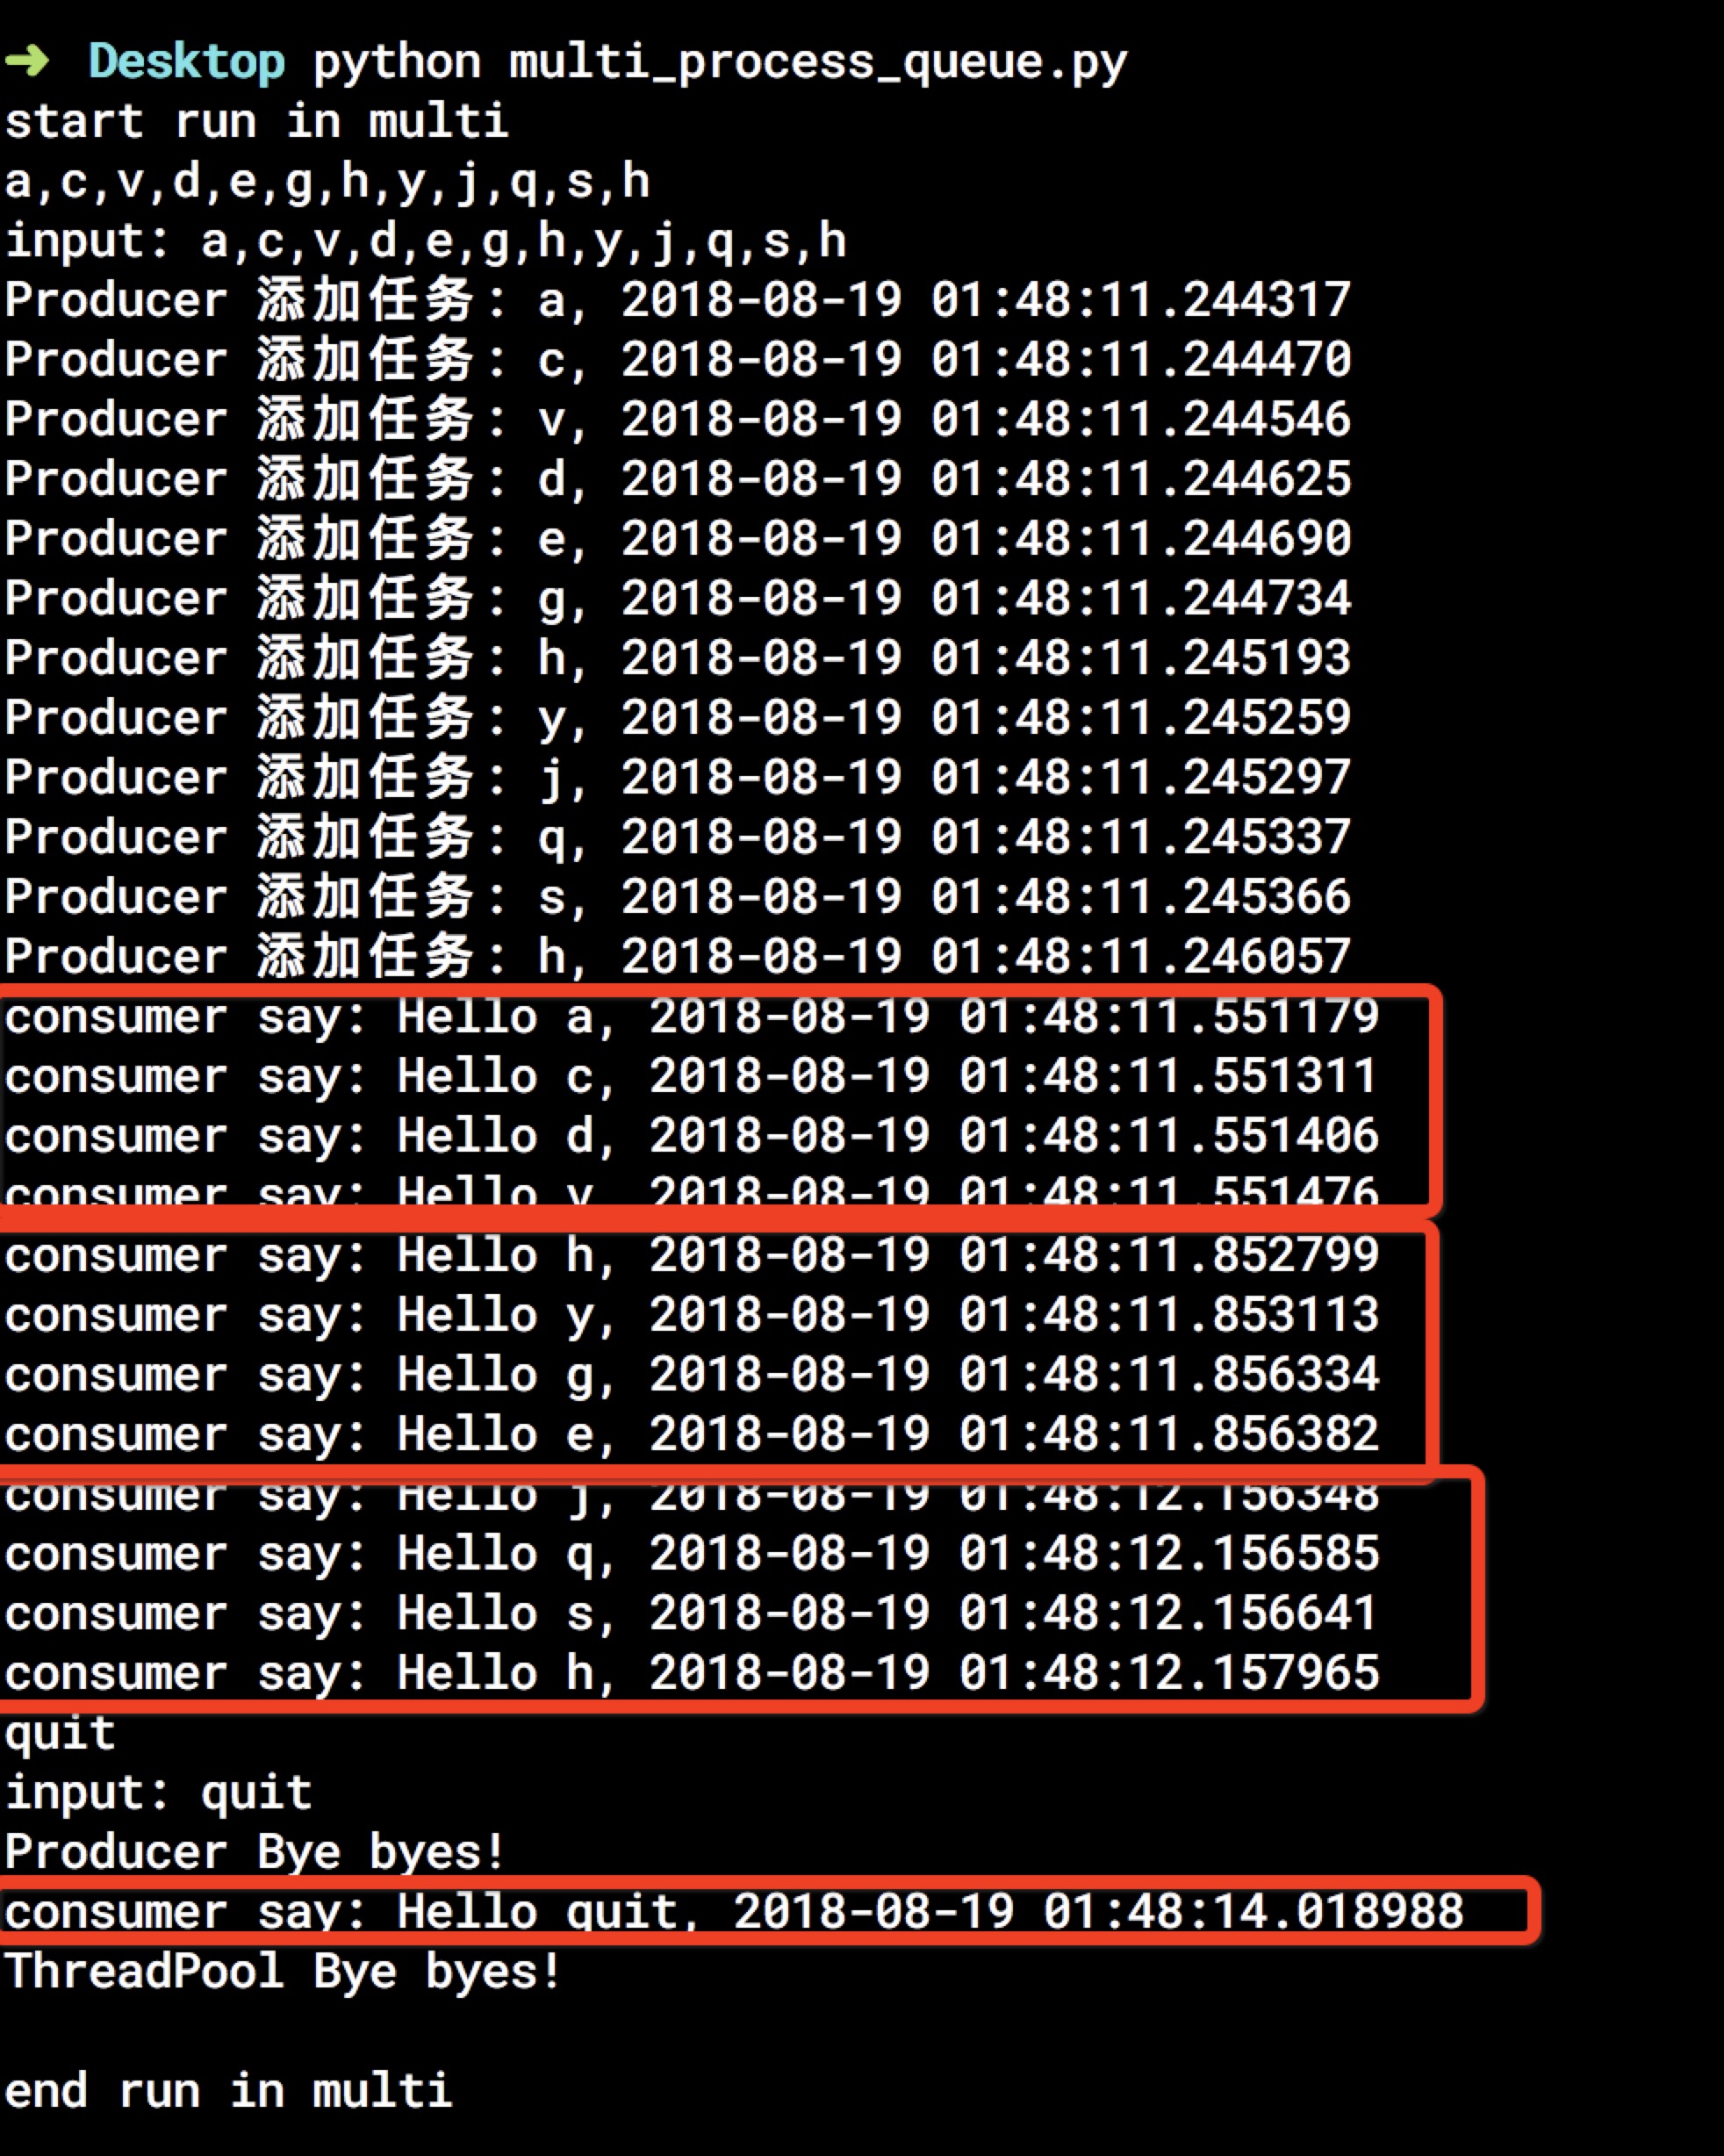 ➜ Desktop python multi_process_queue.py
start run in multi
a,c,v,d,e,g,h,y,j,q,s,h
input: a,c,v,d,e,g,h,y,j,q,s,h
Producer 添加任务: a, 2018-08-19 01:48:11.244317
Producer 添加任务: c, 2018-08-19 01:48:11.244470
Producer 添加任务: v, 2018-08-19 01:48:11.244546
Producer 添加任务: d, 2018-08-19 01:48:11.244625
Producer 添加任务: e, 2018-08-19 01:48:11.244690
Producer 添加任务: g, 2018-08-19 01:48:11.244734
Producer 添加任务: h, 2018-08-19 01:48:11.245193
Producer 添加任务: y, 2018-08-19 01:48:11.245259
Producer 添加任务: j, 2018-08-19 01:48:11.245297
Producer 添加任务: q, 2018-08-19 01:48:11.245337
Producer 添加任务: s, 2018-08-19 01:48:11.245366
Producer 添加任务: h, 2018-08-19 01:48:11.246057
consumer say: Hello a, 2018-08-19 01:48:11.551179
consumer say: Hello c, 2018-08-19 01:48:11.551311
consumer say: Hello d, 2018-08-19 01:48:11.551406
consumer say: Hello v, 2018-08-19 01:48:11.551476
consumer say: Hello h, 2018-08-19 01:48:11.852799
consumer say: Hello y, 2018-08-19 01:48:11.853113
consumer say: Hello g, 2018-08-19 01:48:11.856334
consumer say: Hello e, 2018-08-19 01:48:11.856382
consumer say: Hello j, 2018-08-19 01:48:12.156348
consumer say: Hello q, 2018-08-19 01:48:12.156585
consumer say: Hello s, 2018-08-19 01:48:12.156641
consumer say: Hello h, 2018-08-19 01:48:12.157965
quit
input: quit
Producer Bye byes!
consumer say: Hello quit, 2018-08-19 01:48:14.018988
ThreadPool Bye byes!
end run in multi